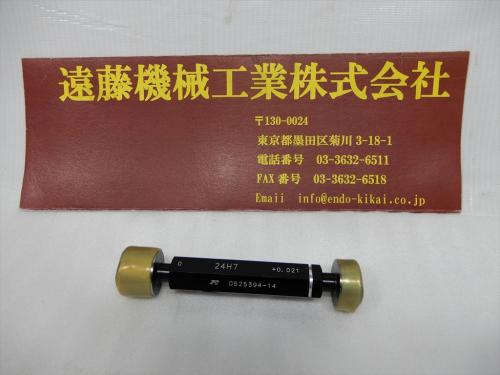 遠藤機械工業株式会社
〒130-0024
東京都墨田区菊川 3-18-1
電話番号 03-3632-6511
FAX 番号 03-3632-6518
Emaii info@endo-kikai.co.jp
0 24H7 +0.021
0525394-14